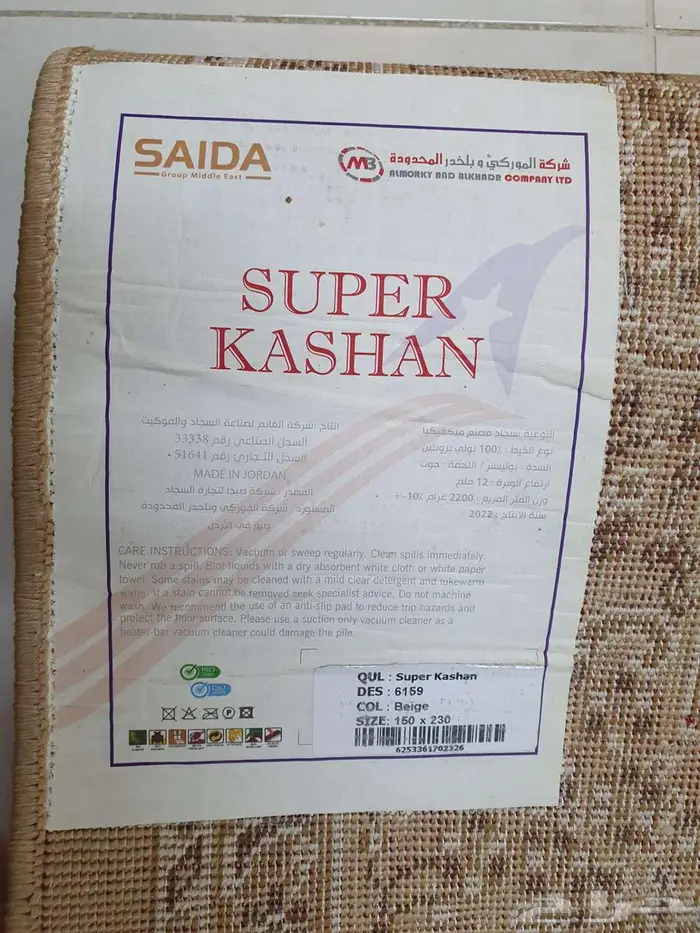 SAIDA
Group Middle East
MB
شركة الموركي و بلخدر المحدودة
ALMORKY AND BLKHADR COMPANY LTD
SUPER
KASHAN
النوعية : سجاد مصنع ميكانيكيا
نوع الخيط : 100% بولي بروبلين
السدة : بوليستر / اللحمة : جوت
ارتفاع الوبرة : 12 ملم
وزن المتر المربع : 2200 غرام 10%-+
سنة الانتاج : 2022
انتاج : شركة الغانم لصناعة السجاد والموكيت
السجل الصناعي رقم 33338
السجل التجاري رقم 51641
MADE IN JORDAN
المصدر : شركة صيدا لتجارة السجاد
المستورد : شركة الموركي وبلخدر المحدودة
صنع في الأردن
CARE INSTRUCTIONS: Vacuum or sweep regularly. Clean spills immediately.
Never rub a spill. Blot liquids with a dry absorbent white cloth or white paper
towel. Some stains may be cleaned with a mild clear detergent and lukewarm
water. If a stain cannot be removed seek specialist advice. Do not machine
wash. We recommend the use of an anti-slip pad to reduce trip hazards and
protect the floor surface. Please use a suction only vacuum cleaner as a
beater-bar vacuum cleaner could damage the pile.
ISO
ISO
QUL : Super Kashan
DES : 6159
COL : Beige
SIZE: 150 x 230
6253361702326
حراج